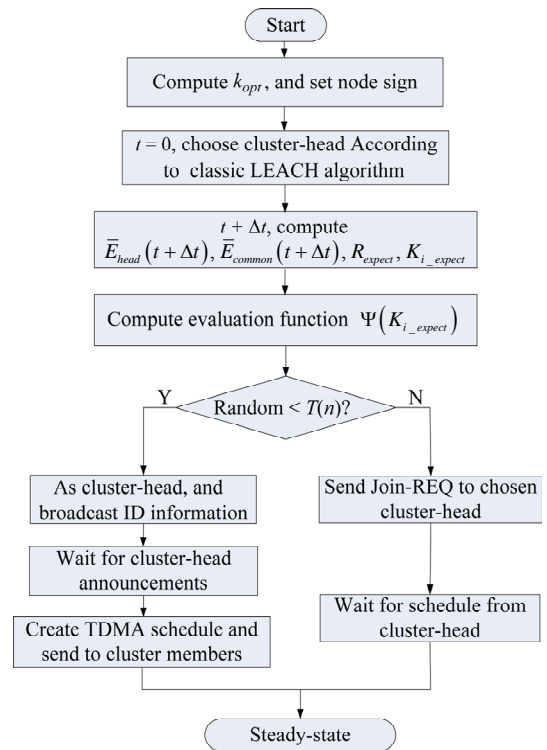 Start
Compute k_opt, and set node sign
t = 0, choose cluster-head According
to classic LEACH algorithm
t + Δt, compute
E̅_head(t + Δt), E̅_common(t + Δt), R_expect, K_i_expect
Compute evaluation function Ψ(K_i_expect)
Random < T(n)?
Y
N
As cluster-head, and
broadcast ID information
Wait for cluster-head
announcements
Create TDMA schedule and
send to cluster members
Send Join-REQ to chosen
cluster-head
Wait for schedule from
cluster-head
Steady-state